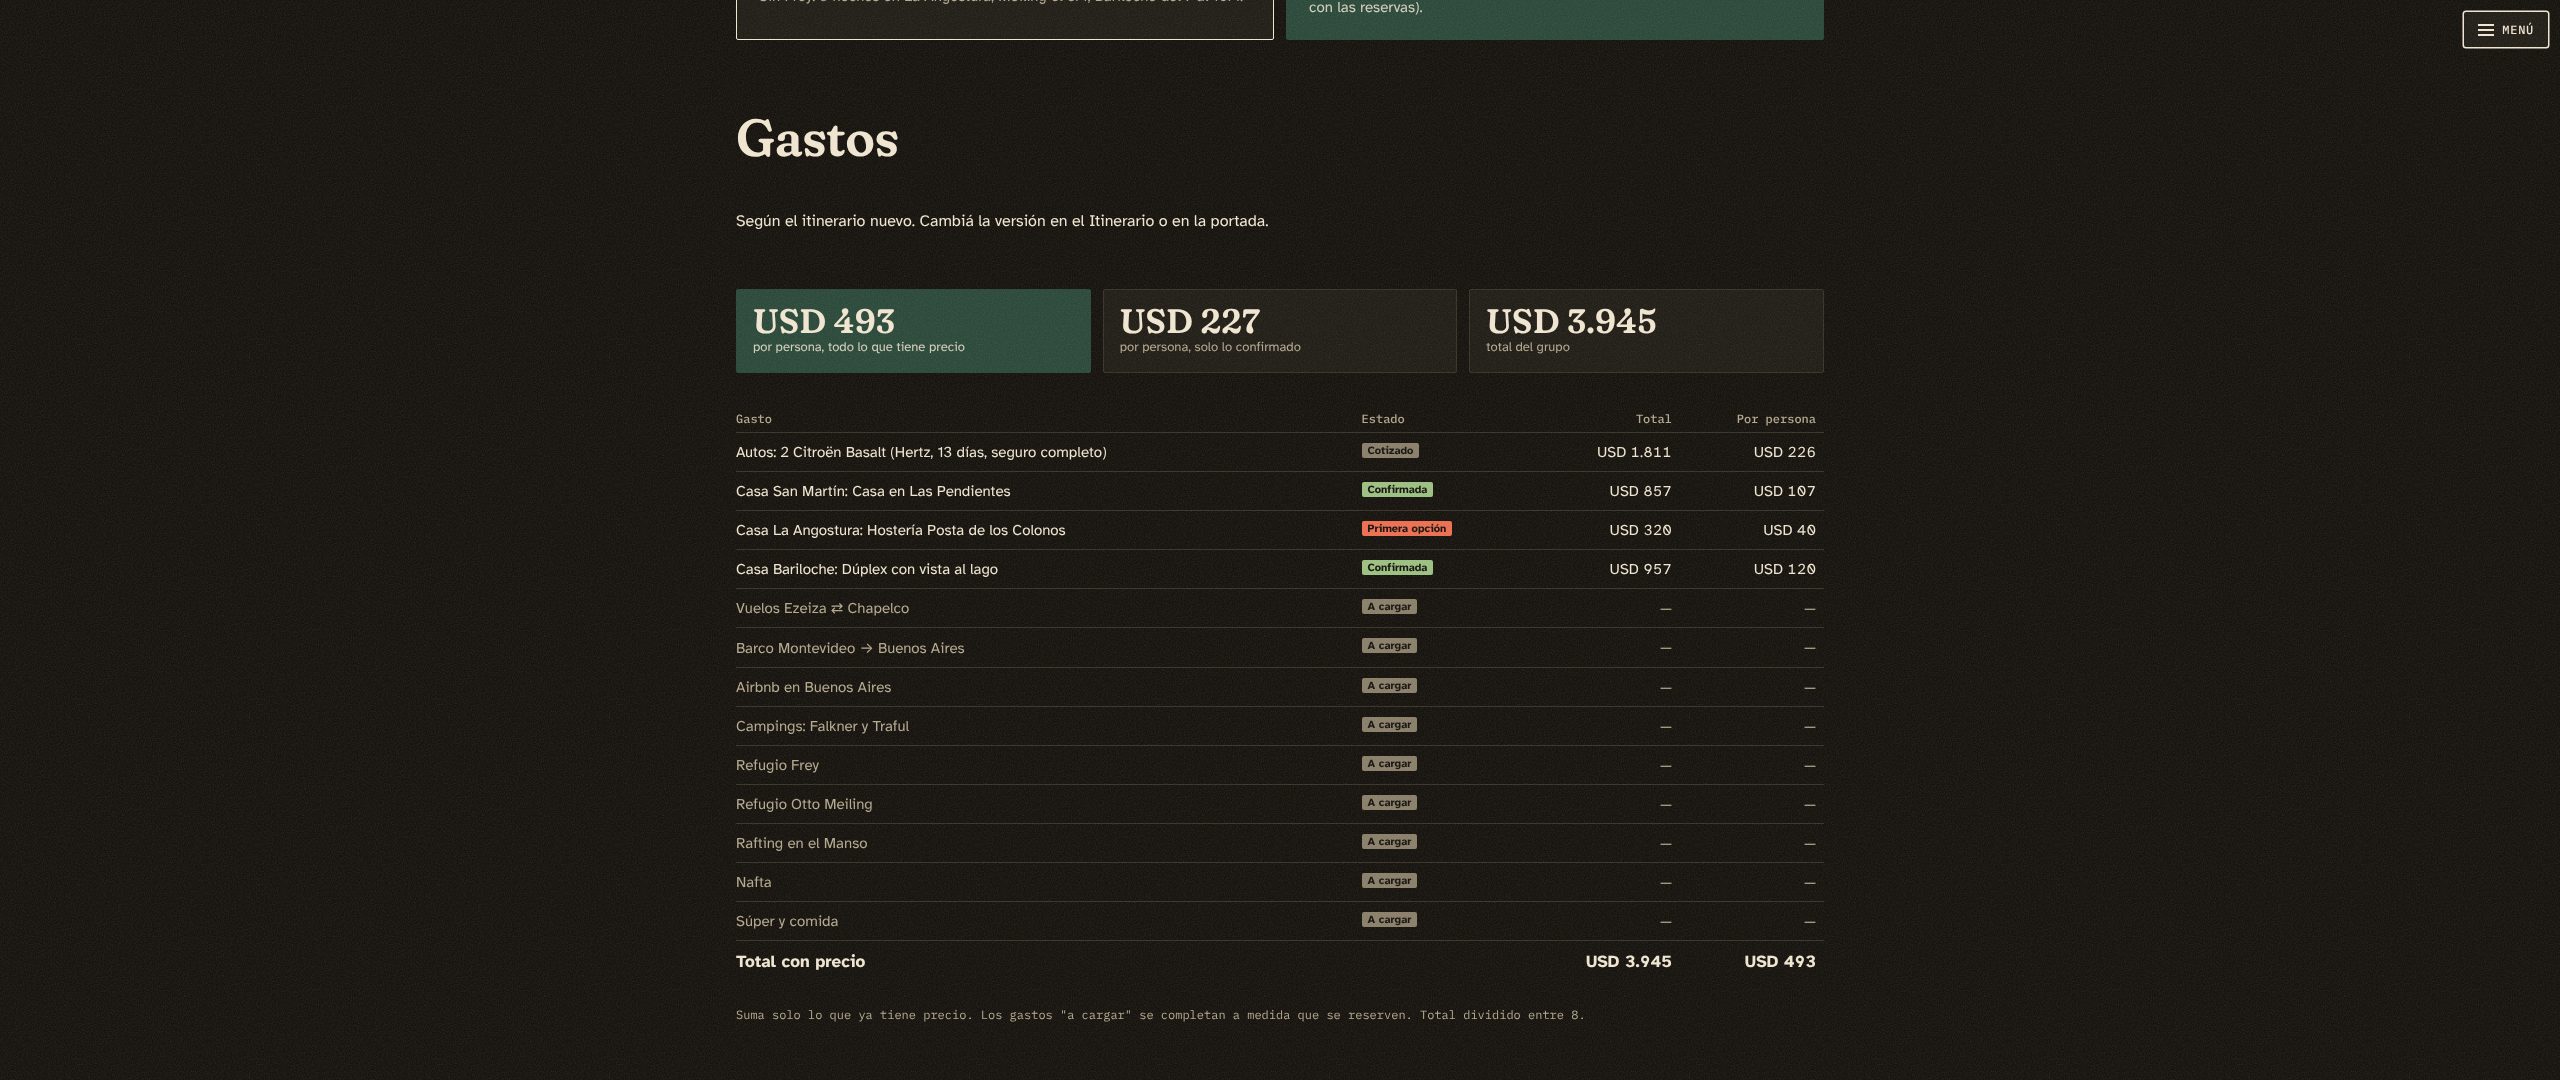 con las reservas).
MENÚ
Gastos
Según el itinerario nuevo. Cambiá la versión en el Itinerario o en la portada.
USD 493
por persona, todo lo que tiene precio
USD 227
por persona, solo lo confirmado
USD 3.945
total del grupo
Gasto Estado Total Por persona
Autos: 2 Citroën Basalt (Hertz, 13 días, seguro completo) Cotizado USD 1.811 USD 226
Casa San Martín: Casa en Las Pendientes Confirmada USD 857 USD 107
Casa La Angostura: Hostería Posta de los Colonos Primera opción USD 320 USD 40
Casa Bariloche: Dúplex con vista al lago Confirmada USD 957 USD 120
Vuelos Ezeiza ⇄ Chapelco A cargar — —
Barco Montevideo → Buenos Aires A cargar — —
Airbnb en Buenos Aires A cargar — —
Campings: Falkner y Traful A cargar — —
Refugio Frey A cargar — —
Refugio Otto Meiling A cargar — —
Rafting en el Manso A cargar — —
Nafta A cargar — —
Súper y comida A cargar — —
Total con precio USD 3.945 USD 493
Suma solo lo que ya tiene precio. Los gastos "a cargar" se completan a medida que se reserven. Total dividido entre 8.